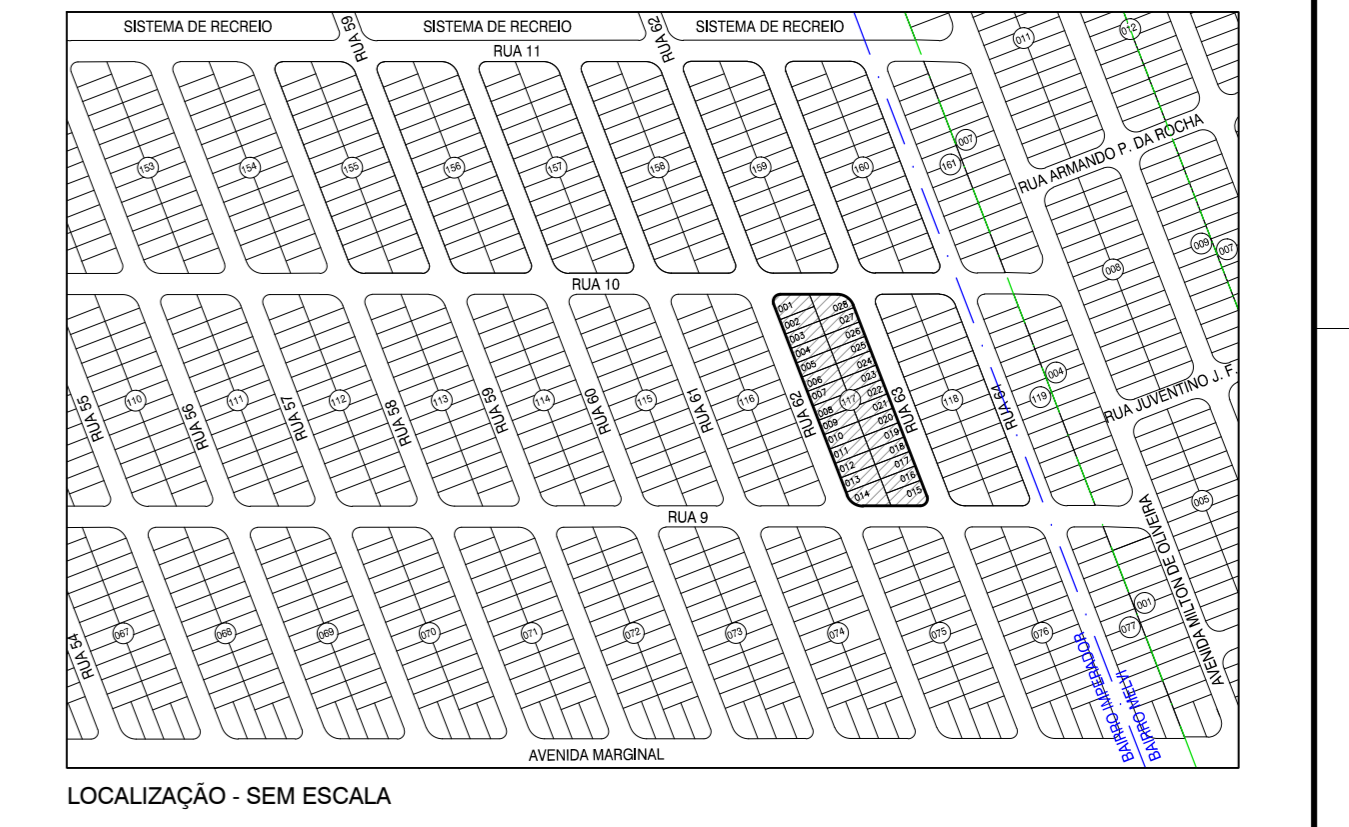 SISTEMA DE RECREIO
RUA 59
SISTEMA DE RECREIO
RUA 62
SISTEMA DE RECREIO
RUA 11
011
012
153
154
155
156
157
158
159
160
161
007
RUA ARMANDO P. DA ROCHA
008
009
007
RUA 10
RUA 55
110
RUA 56
111
RUA 57
112
RUA 58
113
RUA 59
114
RUA 60
115
RUA 61
116
RUA 62
001
002
003
004
005
006
007
008
009
010
011
012
013
014
117
028
027
026
025
024
023
022
021
020
019
018
017
016
015
RUA 63
118
RUA 64
119
004
RUA JUVENTINO J. F.
005
RUA 9
RUA 54
067
068
069
070
071
072
073
074
075
076
077
001
AVENIDA MILTON DE OLIVEIRA
BAIRRO IMPERADOR
BAIRRO MELVI
AVENIDA MARGINAL
LOCALIZAÇÃO - SEM ESCALA